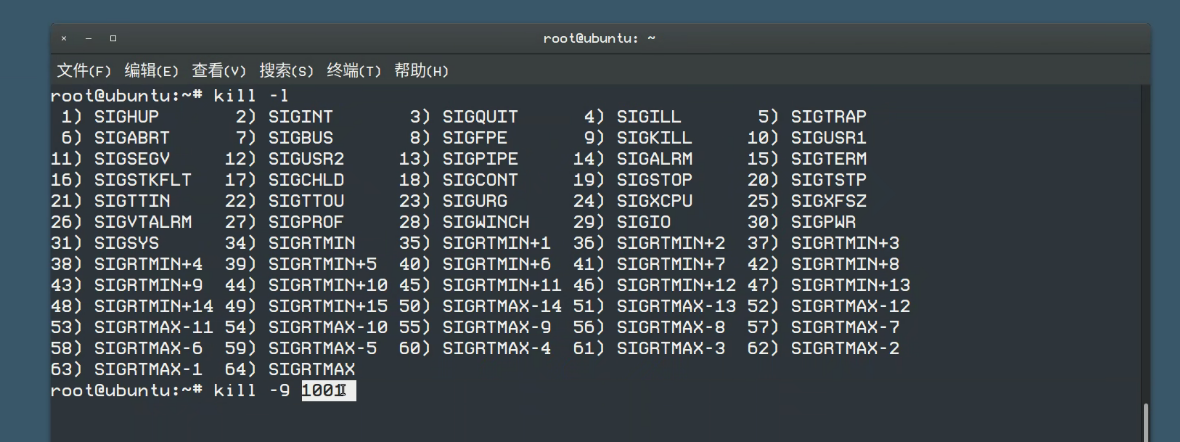 root@ubuntu: ~
文件(F) 编辑(E) 查看(V) 搜索(S) 终端(T) 帮助(H)
root@ubuntu:~# kill -l
1) SIGHUP 2) SIGINT 3) SIGQUIT 4) SIGILL 5) SIGTRAP
6) SIGABRT 7) SIGBUS 8) SIGFPE 9) SIGKILL 10) SIGUSR1
11) SIGSEGV 12) SIGUSR2 13) SIGPIPE 14) SIGALRM 15) SIGTERM
16) SIGSTKFLT 17) SIGCHLD 18) SIGCONT 19) SIGSTOP 20) SIGTSTP
21) SIGTTIN 22) SIGTTOU 23) SIGURG 24) SIGXCPU 25) SIGXFSZ
26) SIGVTALRM 27) SIGPROF 28) SIGWINCH 29) SIGIO 30) SIGPWR
31) SIGSYS 34) SIGRTMIN 35) SIGRTMIN+1 36) SIGRTMIN+2 37) SIGRTMIN+3
38) SIGRTMIN+4 39) SIGRTMIN+5 40) SIGRTMIN+6 41) SIGRTMIN+7 42) SIGRTMIN+8
43) SIGRTMIN+9 44) SIGRTMIN+10 45) SIGRTMIN+11 46) SIGRTMIN+12 47) SIGRTMIN+13
48) SIGRTMIN+14 49) SIGRTMIN+15 50) SIGRTMAX-14 51) SIGRTMAX-13 52) SIGRTMAX-12
53) SIGRTMAX-11 54) SIGRTMAX-10 55) SIGRTMAX-9 56) SIGRTMAX-8 57) SIGRTMAX-7
58) SIGRTMAX-6 59) SIGRTMAX-5 60) SIGRTMAX-4 61) SIGRTMAX-3 62) SIGRTMAX-2
63) SIGRTMAX-1 64) SIGRTMAX
root@ubuntu:~# kill -9 1001